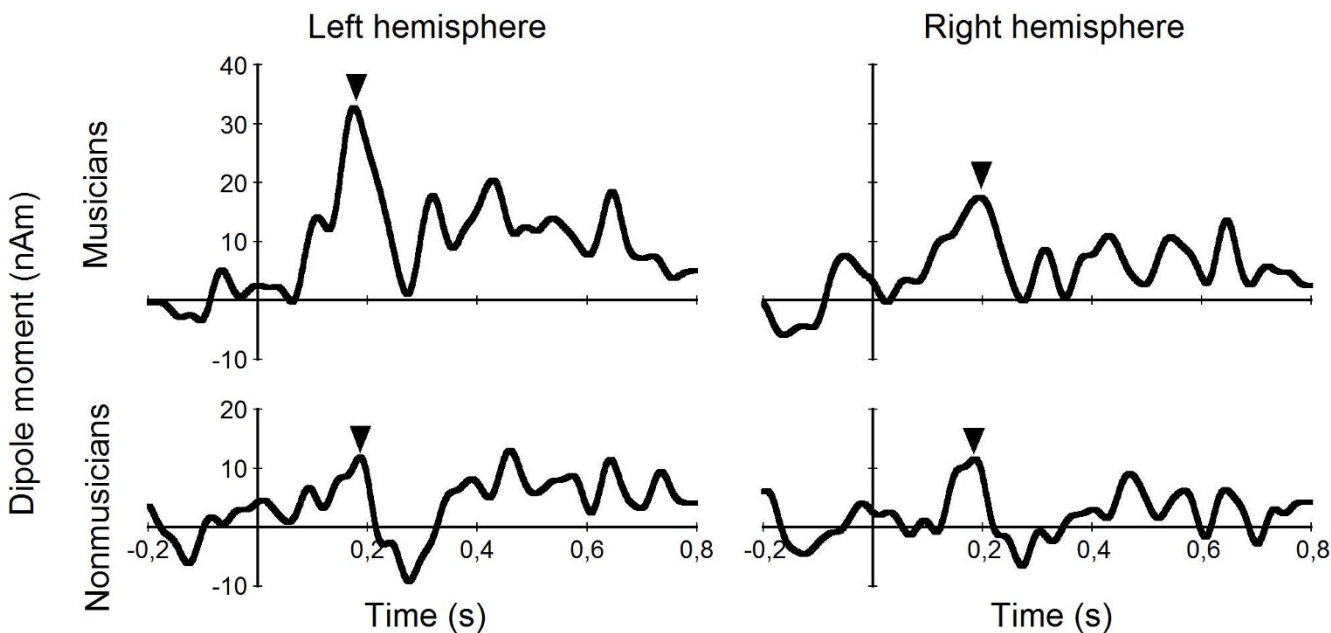 Left hemisphere
Right hemisphere
Dipole moment (nAm)
Musicians
40
30
20
10
-10
Nonmusicians
20
10
-10
-0,2
0,2
0,4
0,6
0,8
-0,2
0,2
0,4
0,6
0,8
Time (s)
Time (s)